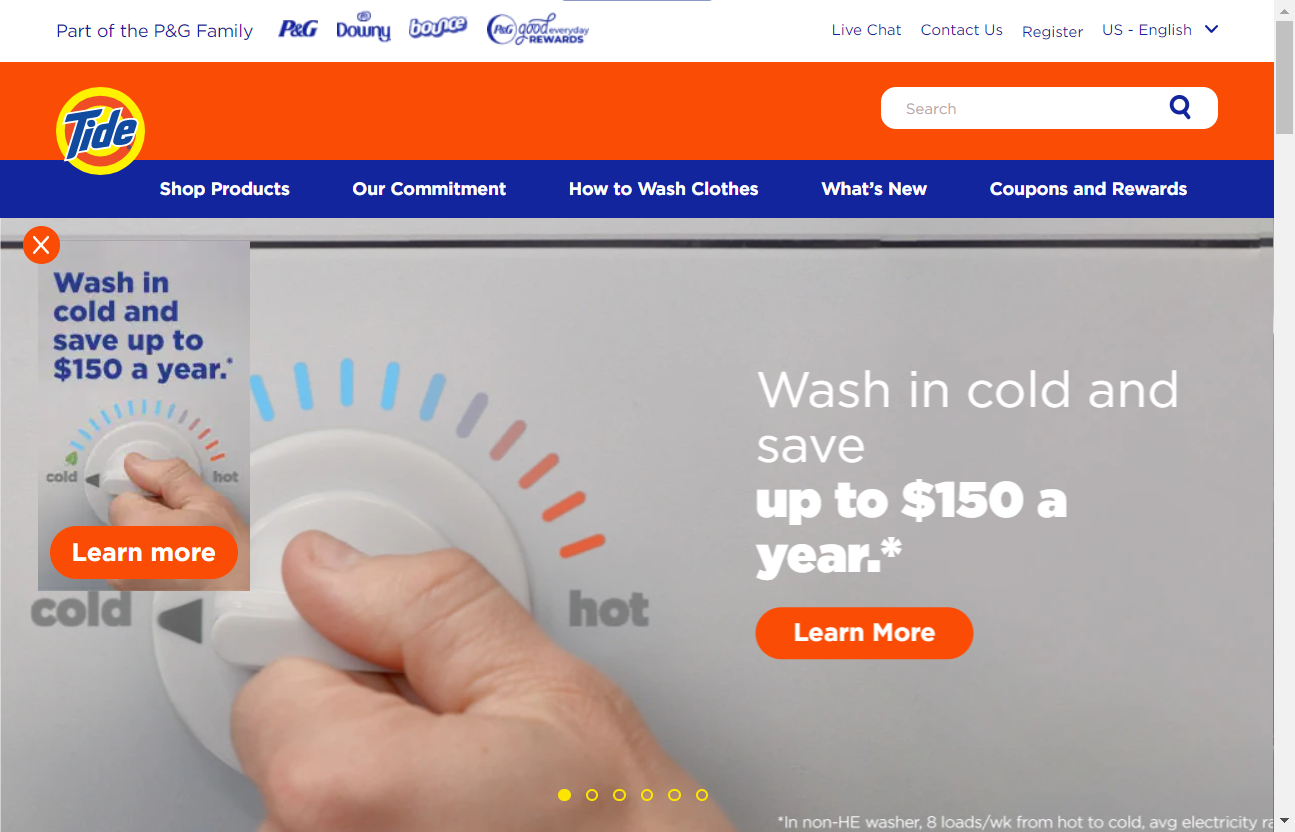 Part of the P&G Family P&G Downy bounce P&G good everyday REWARDS Live Chat Contact Us Register US - English
Tide
Search
Shop Products Our Commitment How to Wash Clothes What's New Coupons and Rewards
Wash in
cold and
save up to
$150 a year.*
cold hot
Learn more
cold hot
Wash in cold and
save
up to $150 a
year.*
Learn More
*In non-HE washer, 8 loads/wk from hot to cold, avg electricity